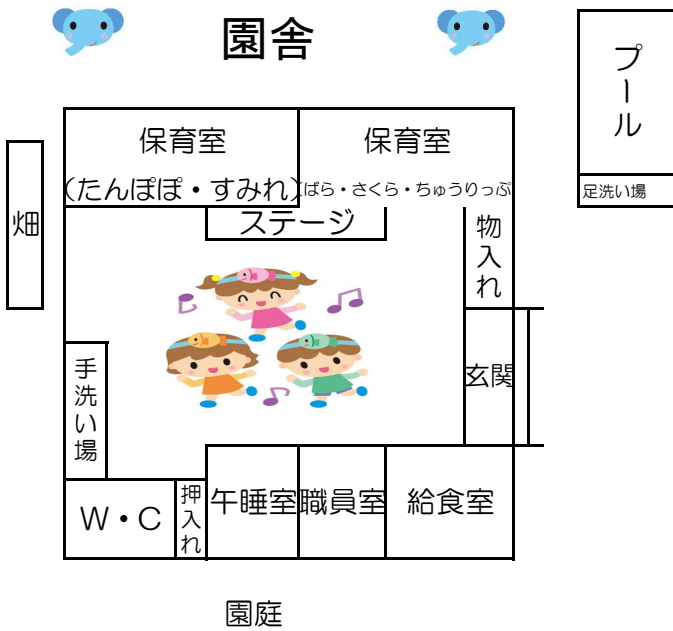 園舎
プール
足洗い場
畑
保育室
(たんぽぽ・すみれ)
保育室
(ばら・さくら・ちゅうりっぷ
ステージ
物入れ
玄関
手洗い場
W・C
押入れ
午睡室
職員室
給食室
園庭